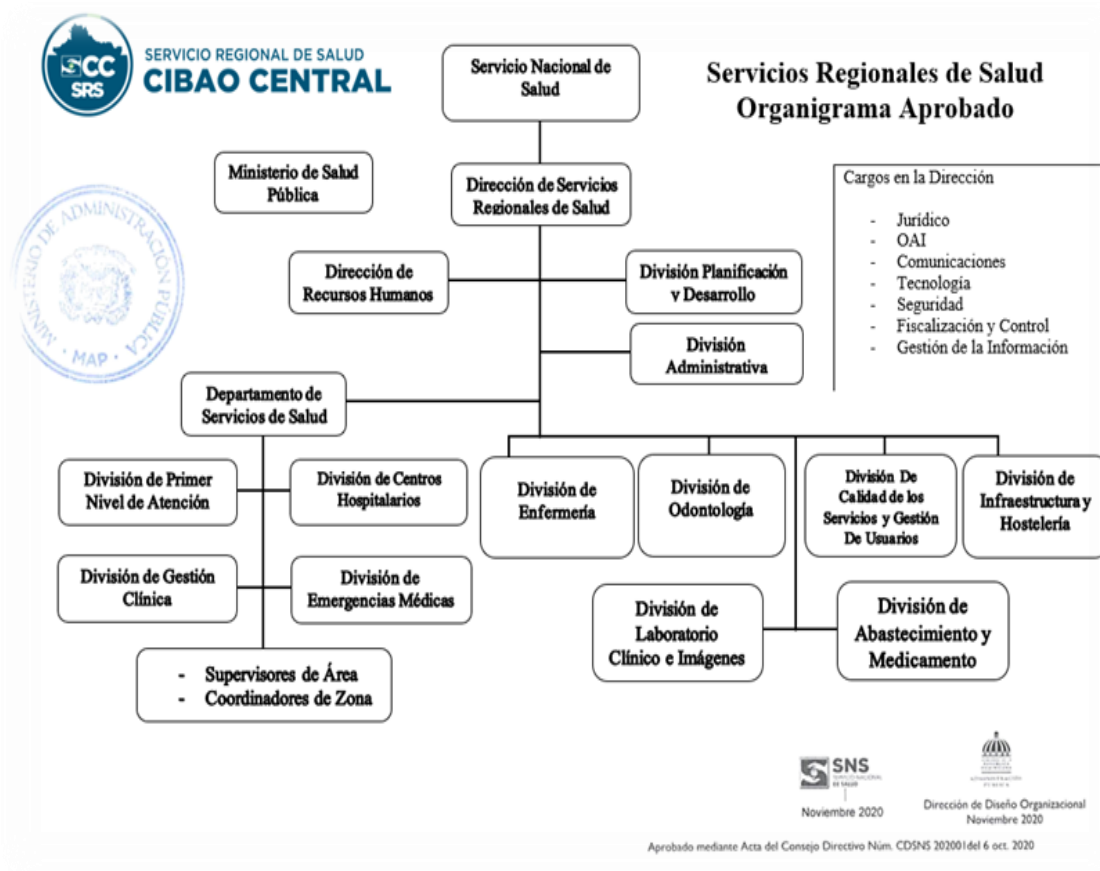 SERVICIO REGIONAL DE SALUD
CIBAO CENTRAL
CC
SRS
Servicios Regionales de Salud
Organigrama Aprobado
Servicio Nacional de
Salud
Ministerio de Salud
Pública
Dirección de Servicios
Regionales de Salud
Cargos en la Dirección
- Jurídico
- OAI
- Comunicaciones
- Tecnología
- Seguridad
- Fiscalización y Control
- Gestión de la Información
MINISTERIO DE ADMINISTRACIÓN PÚBLICA
· MAP ·
Dirección de
Recursos Humanos
División Planificación
y Desarrollo
División
Administrativa
Departamento de
Servicios de Salud
División de Primer
Nivel de Atención
División de Centros
Hospitalarios
División de
Enfermería
División de
Odontología
División De
Calidad de los
Servicios y Gestión
De Usuarios
División de
Infraestructura y
Hostelería
División de Gestión
Clínica
División de
Emergencias Médicas
División de
Laboratorio
Clínico e Imágenes
División de
Abastecimiento y
Medicamento
- Supervisores de Área
- Coordinadores de Zona
SNS
SERVICIO NACIONAL
DE SALUD
Noviembre 2020
ADMINISTRACIÓN
PÚBLICA
Dirección de Diseño Organizacional
Noviembre 2020
Aprobado mediante Acta del Consejo Directivo Núm. CDSNS 202001del 6 oct. 2020